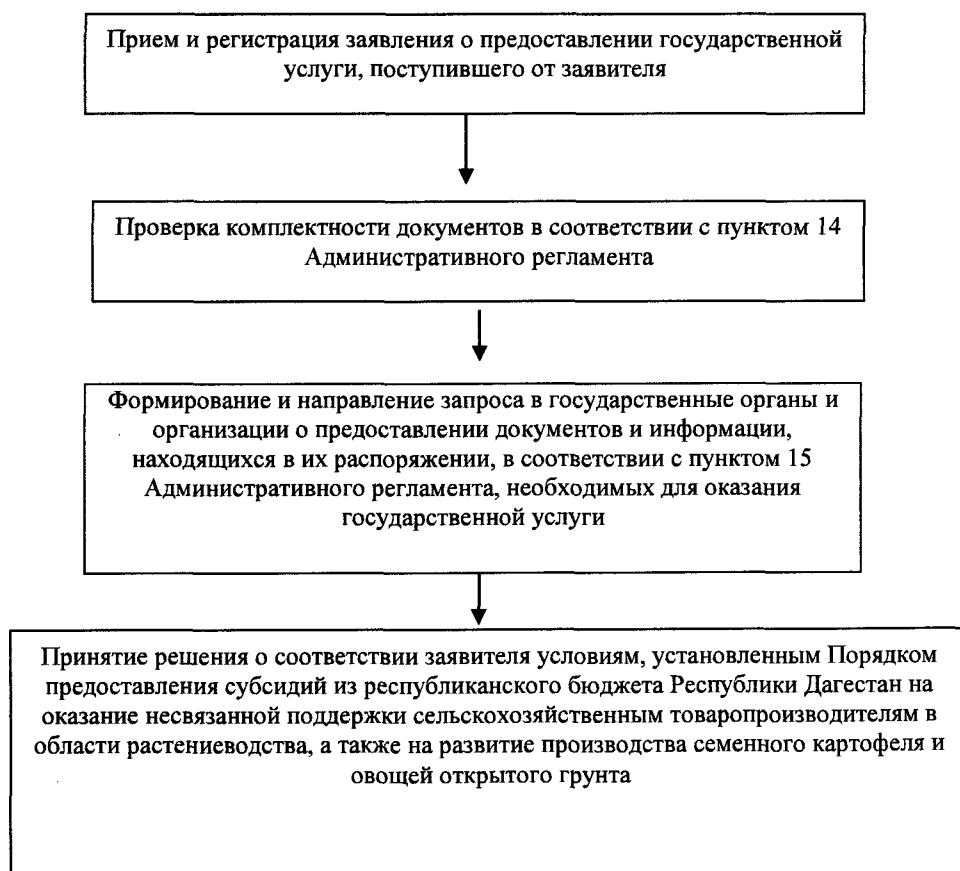 Прием и регистрация заявления о предоставлении государственной
услуги, поступившего от заявителя
Проверка комплектности документов в соответствии с пунктом 14
Административного регламента
Формирование и направление запроса в государственные органы и
организации о предоставлении документов и информации,
находящихся в их распоряжении, в соответствии с пунктом 15
Административного регламента, необходимых для оказания
государственной услуги
Принятие решения о соответствии заявителя условиям, установленным Порядком
предоставления субсидий из республиканского бюджета Республики Дагестан на
оказание несвязанной поддержки сельскохозяйственным товаропроизводителям в
области растениеводства, а также на развитие производства семенного картофеля и
овощей открытого грунта